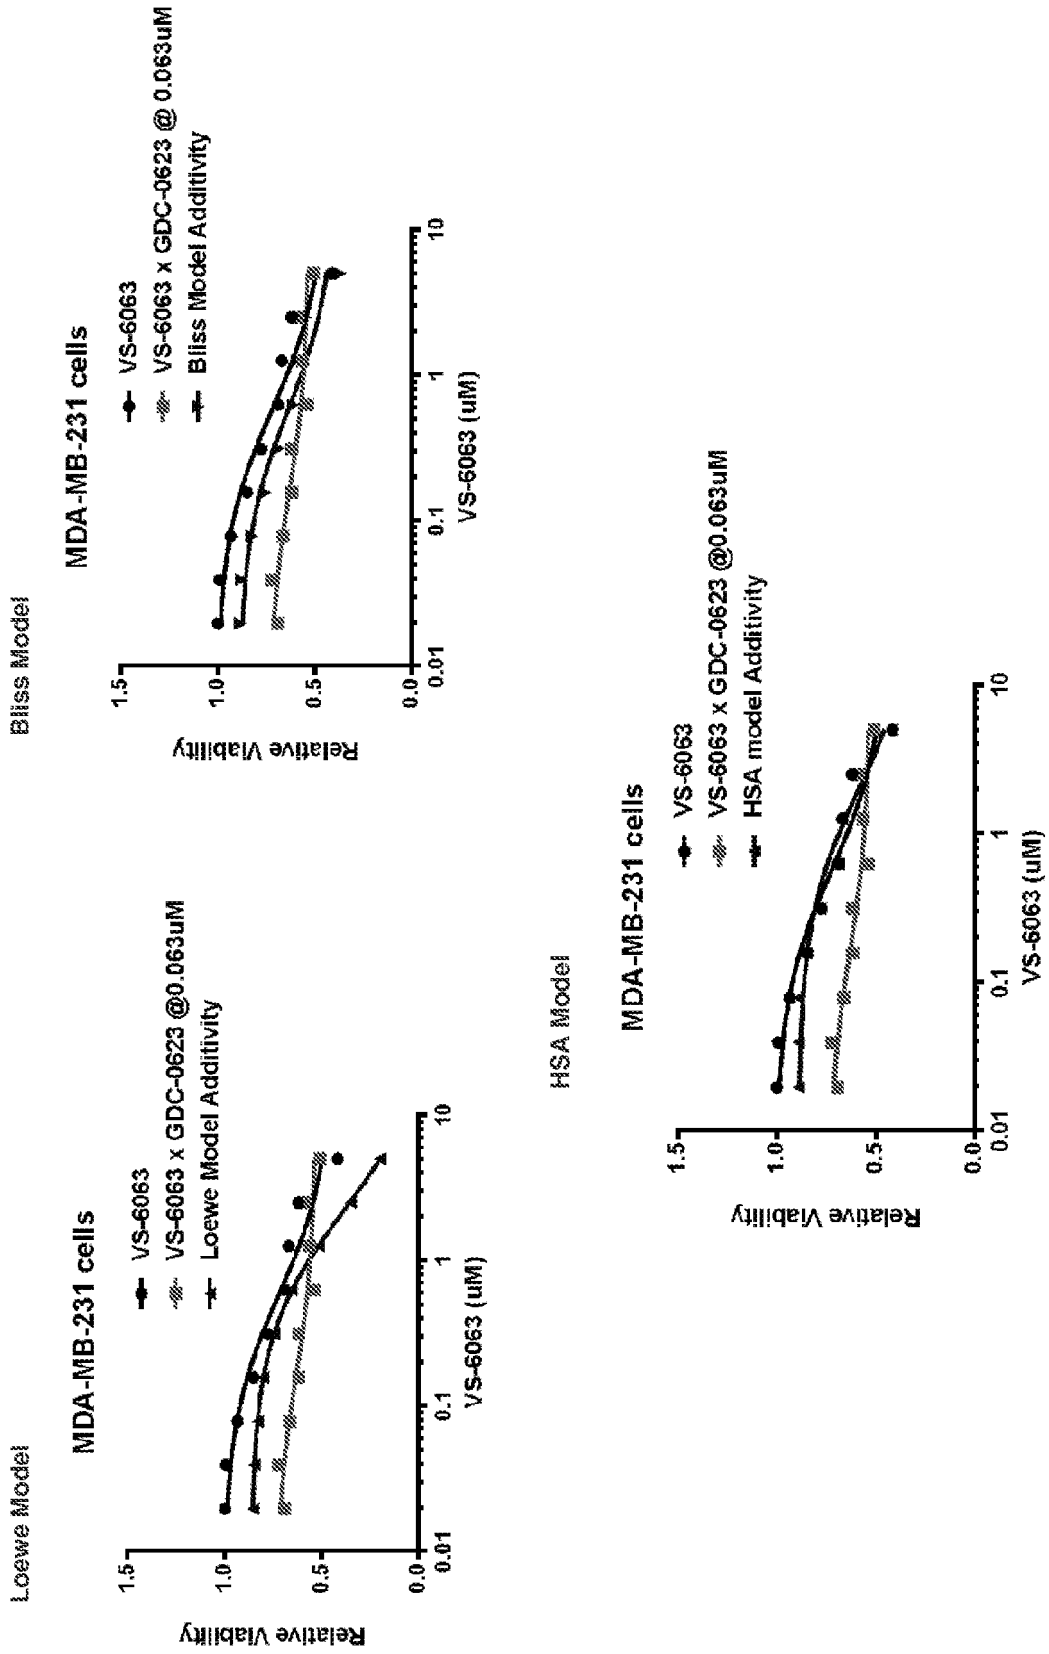 Loewe Model
MDA-MB-231 cells
VS-6063
VS-6063 x GDC-0623 @0.063uM
Loewe Model Additivity
Relative Viability
1.5
1.0
0.5
0.0
0.01
0.1
1
10
VS-6063 (uM)
Bliss Model
MDA-MB-231 cells
VS-6063
VS-6063 x GDC-0623 @ 0.063uM
Bliss Model Additivity
Relative Viability
1.5
1.0
0.5
0.0
0.01
0.1
1
10
VS-6063 (uM)
HSA Model
MDA-MB-231 cells
VS-6063
VS-6063 x GDC-0623 @0.063uM
HSA model Additivity
Relative Viability
1.5
1.0
0.5
0.0
0.01
0.1
1
10
VS-6063 (uM)